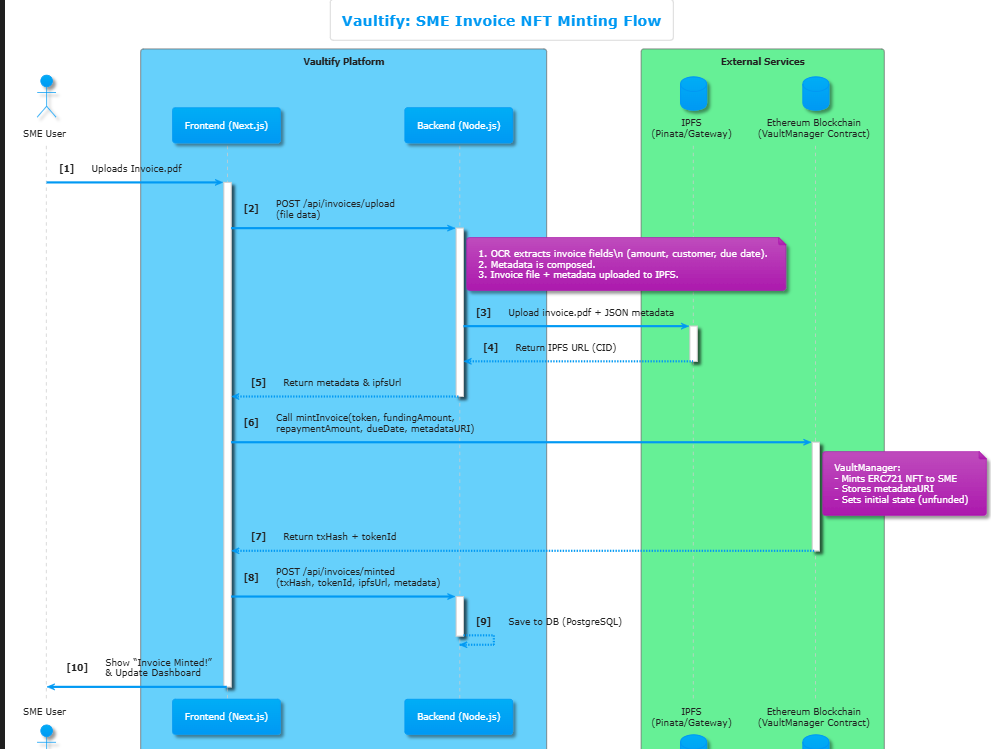 Vaultify: SME Invoice NFT Minting Flow
Vaultify Platform
External Services
SME User
Frontend (Next.js)
Backend (Node.js)
IPFS
(Pinata/Gateway)
Ethereum Blockchain
(VaultManager Contract)
[1] Uploads Invoice.pdf
[2] POST /api/invoices/upload
(file data)
1. OCR extracts invoice fields\n (amount, customer, due date).
2. Metadata is composed.
3. Invoice file + metadata uploaded to IPFS.
[3] Upload invoice.pdf + JSON metadata
[4] Return IPFS URL (CID)
[5] Return metadata & ipfsUrl
[6] Call mintInvoice(token, fundingAmount,
repaymentAmount, dueDate, metadataURI)
VaultManager:
- Mints ERC721 NFT to SME
- Stores metadataURI
- Sets initial state (unfunded)
[7] Return txHash + tokenId
[8] POST /api/invoices/minted
(txHash, tokenId, ipfsUrl, metadata)
[9] Save to DB (PostgreSQL)
[10] Show “Invoice Minted!”
& Update Dashboard
SME User
Frontend (Next.js)
Backend (Node.js)
IPFS
(Pinata/Gateway)
Ethereum Blockchain
(VaultManager Contract)